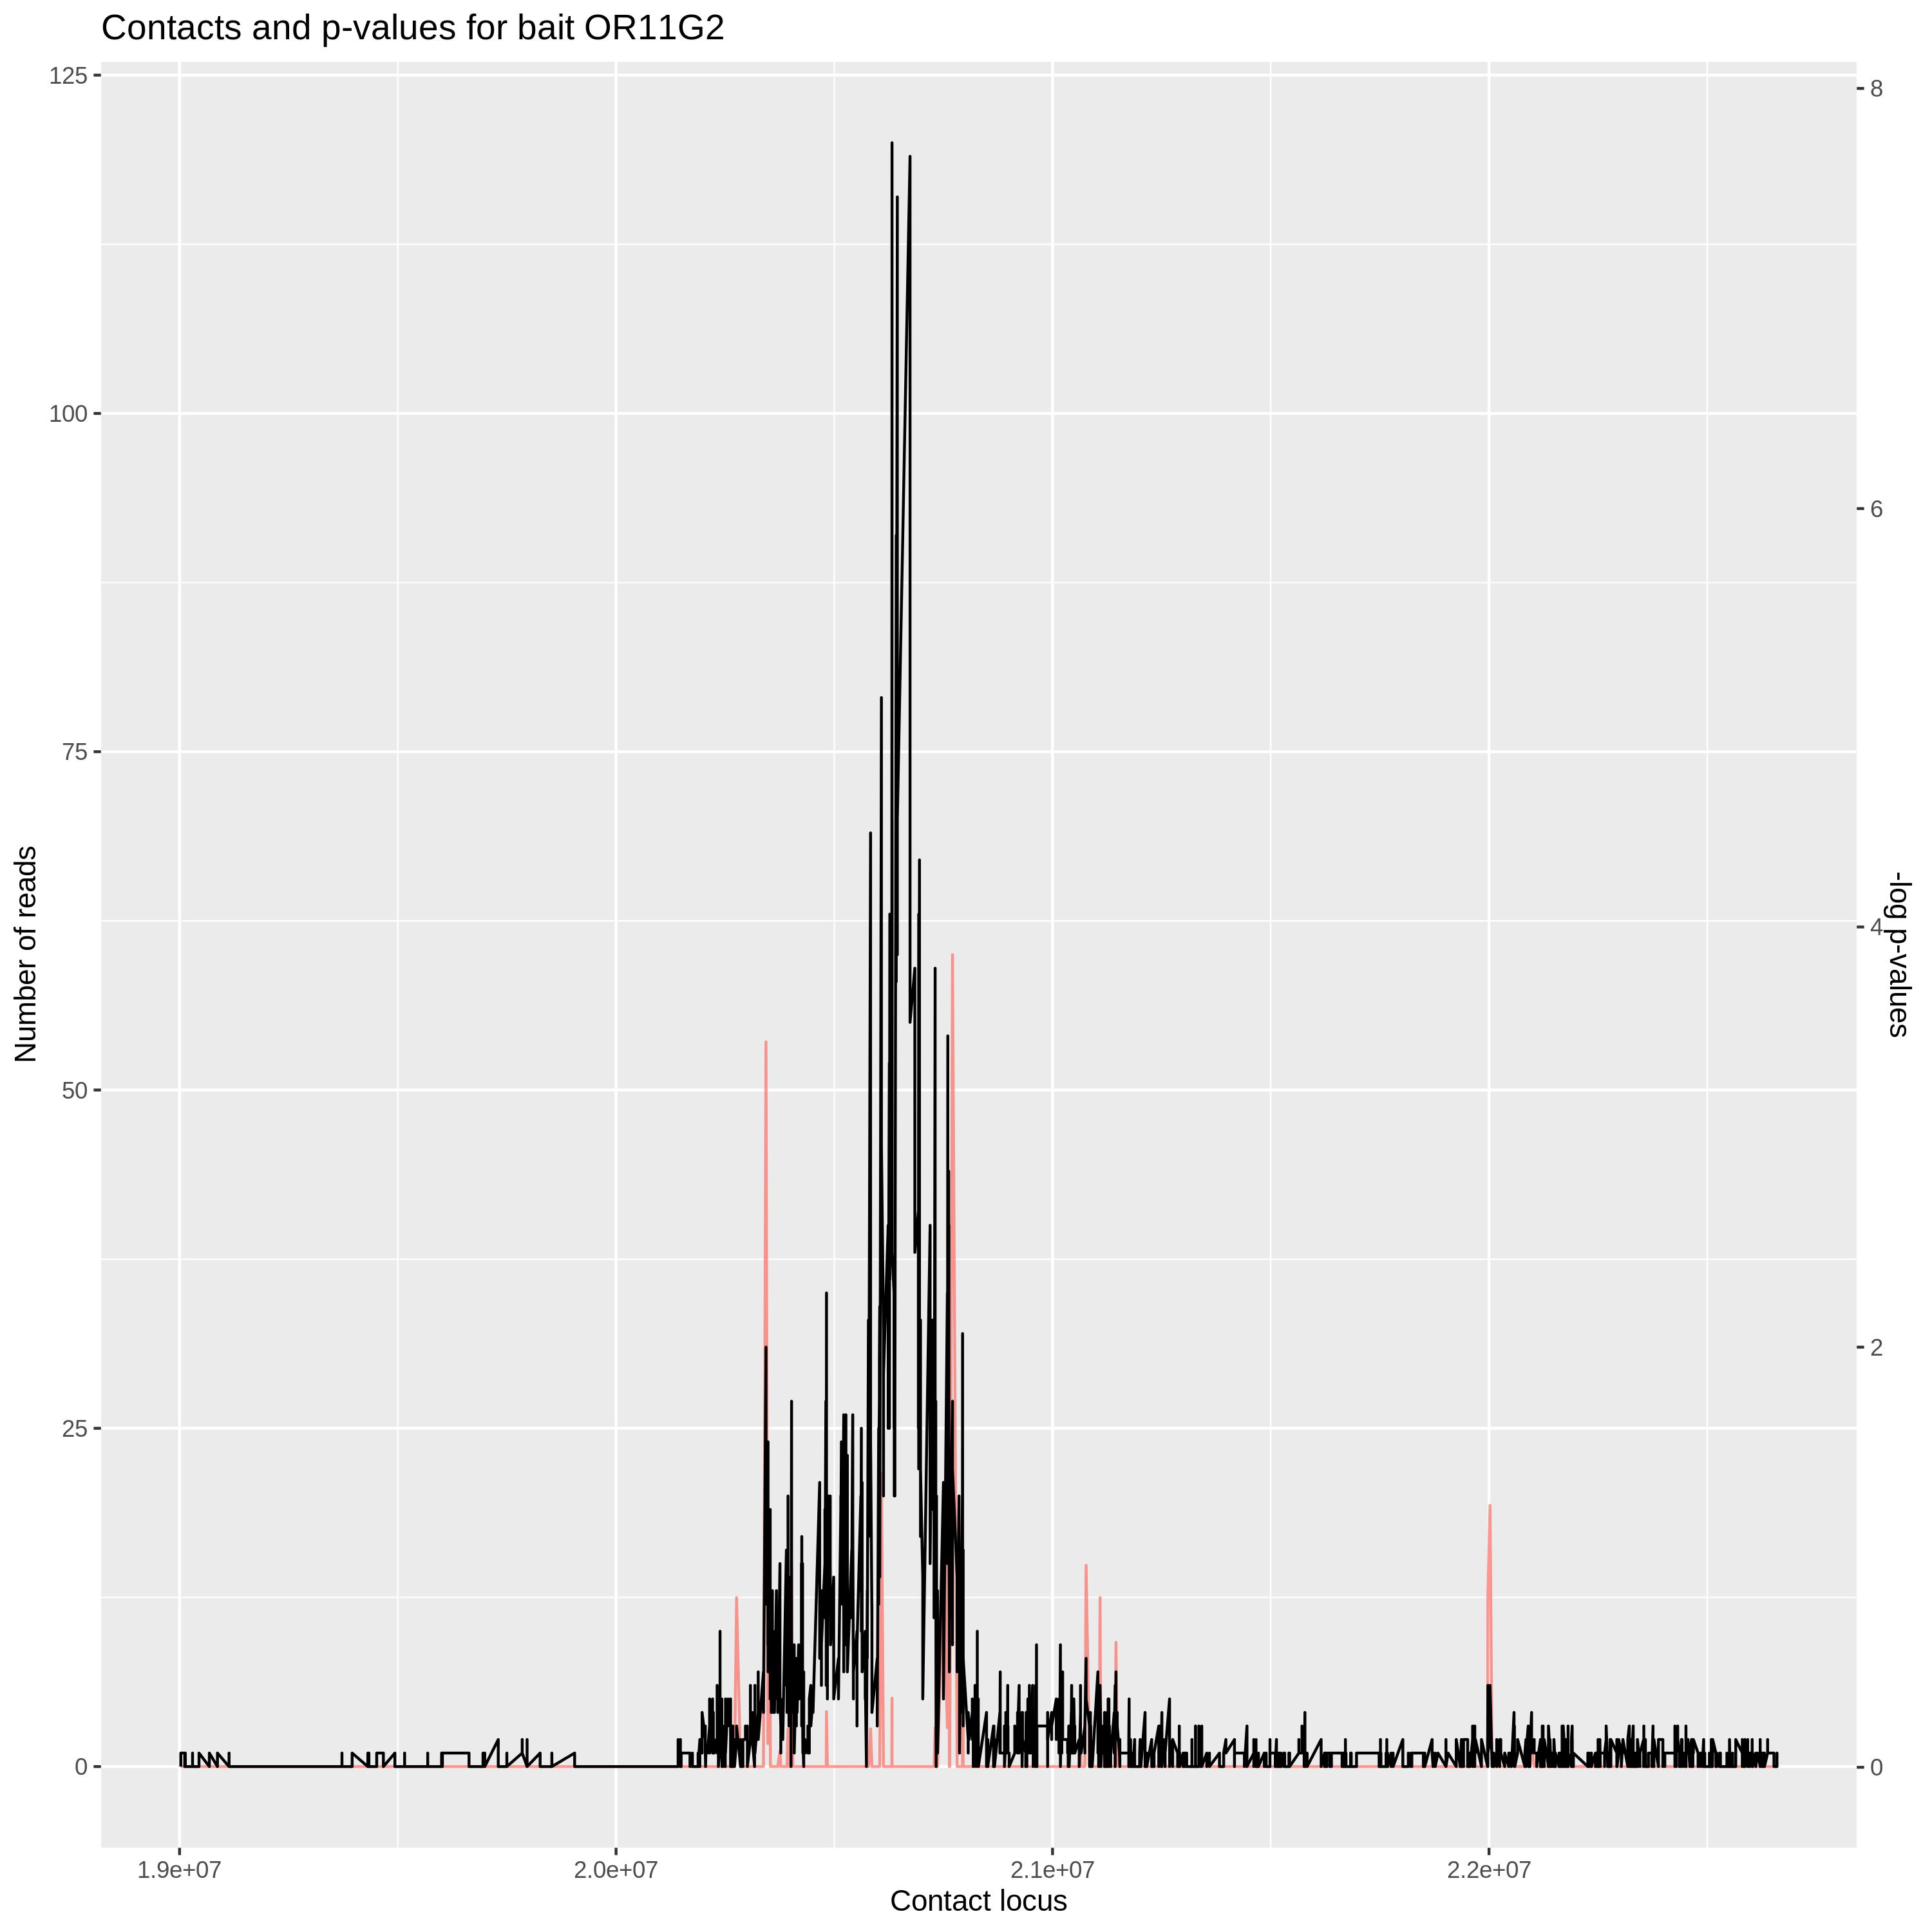 Contacts and p-values for bait OR11G2
125
100
75
50
25
0
Number of reads
8
6
4
2
0
-log p-values
1.9e+07
2.0e+07
2.1e+07
2.2e+07
Contact locus